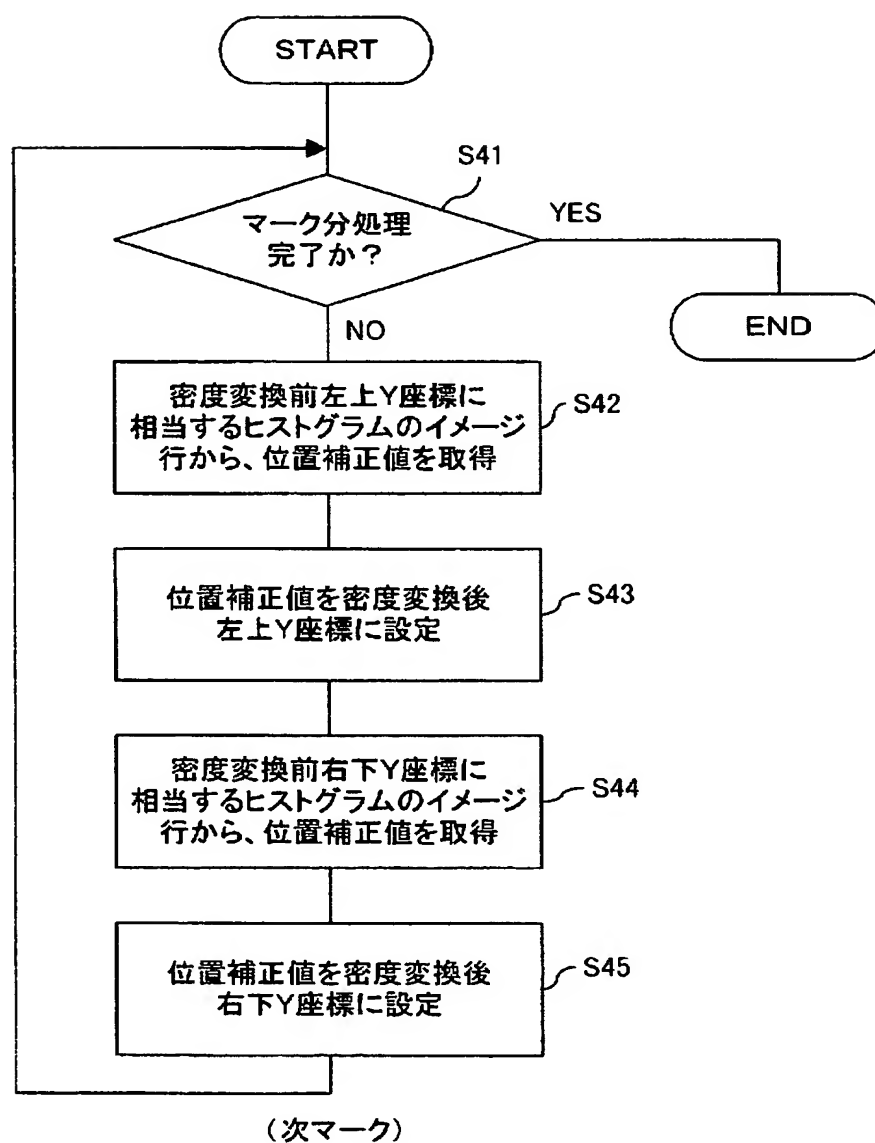 START
S41
マーク分処理
完了か?
YES
END
NO
密度変換前左上Y座標に
相当するヒストグラムのイメージ
行から、位置補正値を取得
S42
位置補正値を密度変換後
左上Y座標に設定
S43
密度変換前右下Y座標に
相当するヒストグラムのイメージ
行から、位置補正値を取得
S44
位置補正値を密度変換後
右下Y座標に設定
S45
(次マーク)